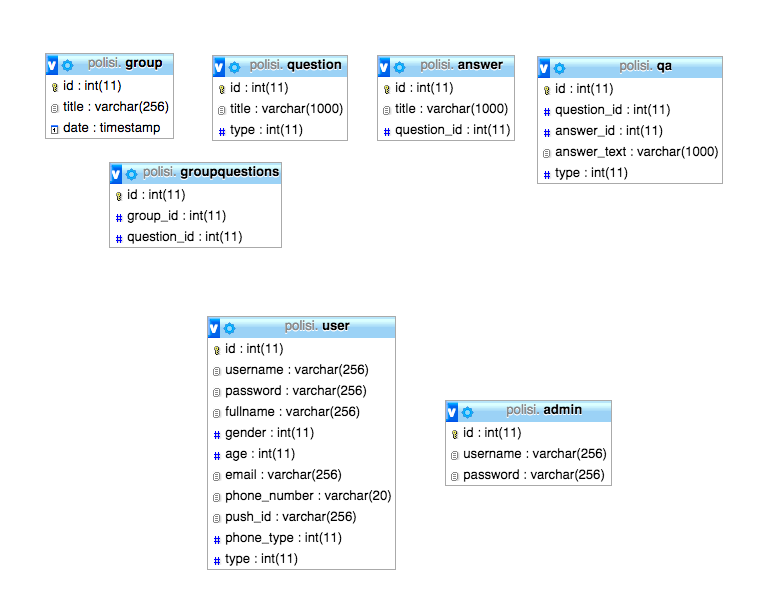 polisi. group
id : int(11)
title : varchar(256)
date : timestamp
polisi. question
id : int(11)
title : varchar(1000)
type : int(11)
polisi. answer
id : int(11)
title : varchar(1000)
question_id : int(11)
polisi. qa
id : int(11)
question_id : int(11)
answer_id : int(11)
answer_text : varchar(1000)
type : int(11)
polisi. groupquestions
id : int(11)
group_id : int(11)
question_id : int(11)
polisi. user
id : int(11)
username : varchar(256)
password : varchar(256)
fullname : varchar(256)
gender : int(11)
age : int(11)
email : varchar(256)
phone_number : varchar(20)
push_id : varchar(256)
phone_type : int(11)
type : int(11)
polisi. admin
id : int(11)
username : varchar(256)
password : varchar(256)